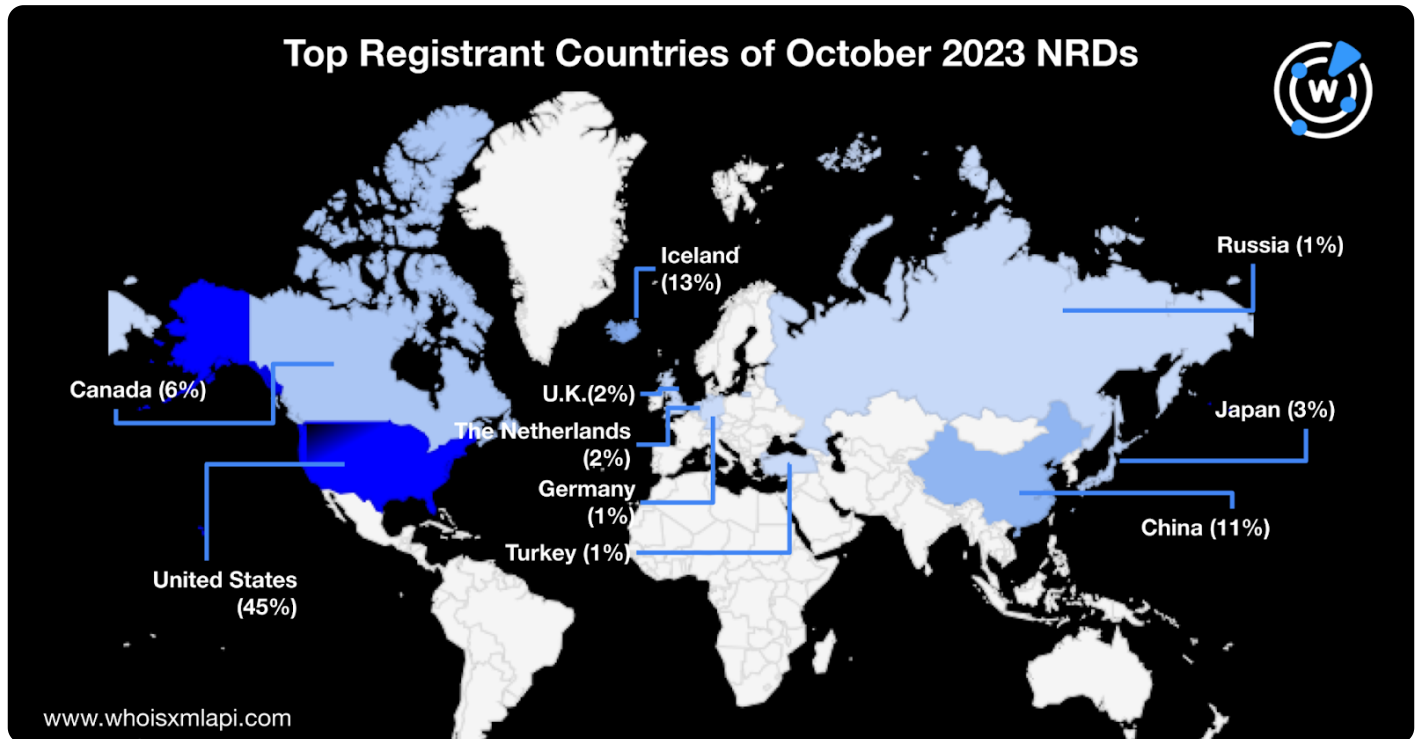 Top Registrant Countries of October 2023 NRDs
W
Iceland
(13%)
Russia (1%)
Canada (6%)
U.K.(2%)
Japan (3%)
The Netherlands
(2%)
Germany
(1%)
China (11%)
Turkey (1%)
United States
(45%)
www.whoisxmlapi.com